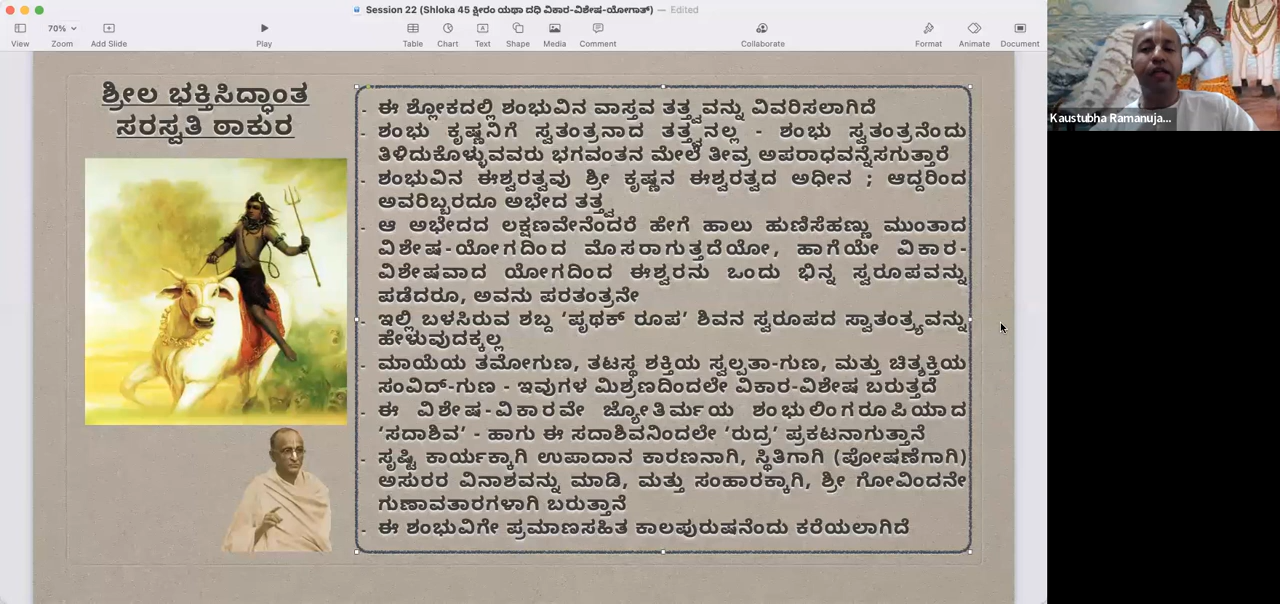 Session 22 (Shloka 45 ಕ್ಷೀರಂ ಯಥಾ ದಧಿ ವಿಕಾರ-ವಿಶೇಷ-ಯೋಗಾತ್) — Edited
View
70%
Zoom
Add Slide
Play
Table
Chart
Text
Shape
Media
Comment
Collaborate
Format
Animate
Document
Kaustubha Ramanuja...
ಶ್ರೀಲ ಭಕ್ತಿಸಿದ್ಧಾಂತ
ಸರಸ್ವತಿ ಠಾಕುರ
- ಈ ಶ್ಲೋಕದಲ್ಲಿ ಶಂಭುವಿನ ವಾಸ್ತವ ತತ್ತ್ವವನ್ನು ವಿವರಿಸಲಾಗಿದೆ
- ಶಂಭು ಕೃಷ್ಣನಿಗೆ ಸ್ವತಂತ್ರನಾದ ತತ್ತ್ವನಲ್ಲ - ಶಂಭು ಸ್ವತಂತ್ರನೆಂದು
ತಿಳಿದುಕೊಳ್ಳುವವರು ಭಗವಂತನ ಮೇಲೆ ತೀವ್ರ ಅಪರಾಧವನ್ನೆಸಗುತ್ತಾರೆ
- ಶಂಭುವಿನ ಈಶ್ವರತ್ವವು ಶ್ರೀ ಕೃಷ್ಣನ ಈಶ್ವರತ್ವದ ಅಧೀನ ; ಆದ್ದರಿಂದ
ಅವರಿಬ್ಬರದೂ ಅಭೇದ ತತ್ತ್ವ
- ಆ ಅಭೇದದ ಲಕ್ಷಣವೇನೆಂದರೆ ಹೇಗೆ ಹಾಲು ಹುಣಿಸೆಹಣ್ಣು ಮುಂತಾದ
ವಿಶೇಷ-ಯೋಗದಿಂದ ಮೊಸರಾಗುತ್ತದೆಯೋ, ಹಾಗೆಯೇ ವಿಕಾರ-
ವಿಶೇಷವಾದ ಯೋಗದಿಂದ ಈಶ್ವರನು ಒಂದು ಭಿನ್ನ ಸ್ವರೂಪವನ್ನು
ಪಡೆದರೂ, ಅವನು ಪರತಂತ್ರನೇ
- ಇಲ್ಲಿ ಬಳಸಿರುವ ಶಬ್ದ ‘ಪೃಥಕ್ ರೂಪ’ ಶಿವನ ಸ್ವರೂಪದ ಸ್ವಾತಂತ್ರ್ಯವನ್ನು
ಹೇಳುವುದಕ್ಕಲ್ಲ
- ಮಾಯೆಯ ತಮೋಗುಣ, ತಟಸ್ಥ ಶಕ್ತಿಯ ಸ್ವಲ್ಪತಾ-ಗುಣ, ಮತ್ತು ಚಿತ್ಶಕ್ತಿಯ
ಸಂವಿದ್-ಗುಣ - ಇವುಗಳ ಮಿಶ್ರಣದಿಂದಲೇ ವಿಕಾರ-ವಿಶೇಷ ಬರುತ್ತದೆ
- ಈ ವಿಶೇಷ-ವಿಕಾರವೇ ಜ್ಯೋತಿರ್ಮಯ ಶಂಭುಲಿಂಗರೂಪಿಯಾದ
‘ಸದಾಶಿವ’ - ಹಾಗು ಈ ಸದಾಶಿವನಿಂದಲೇ ‘ರುದ್ರ’ ಪ್ರಕಟನಾಗುತ್ತಾನೆ
- ಸೃಷ್ಟಿ ಕಾರ್ಯಕ್ಕಾಗಿ ಉಪಾದಾನ ಕಾರಣನಾಗಿ, ಸ್ಥಿತಿಗಾಗಿ (ಪೋಷಣೆಗಾಗಿ)
ಅಸುರರ ವಿನಾಶವನ್ನು ಮಾಡಿ, ಮತ್ತು ಸಂಹಾರಕ್ಕಾಗಿ, ಶ್ರೀ ಗೋವಿಂದನೇ
ಗುಣಾವತಾರಗಳಾಗಿ ಬರುತ್ತಾನೆ
- ಈ ಶಂಭುವಿಗೇ ಪ್ರಮಾಣಸಹಿತ ಕಾಲಪುರುಷನೆಂದು ಕರೆಯಲಾಗಿದೆ